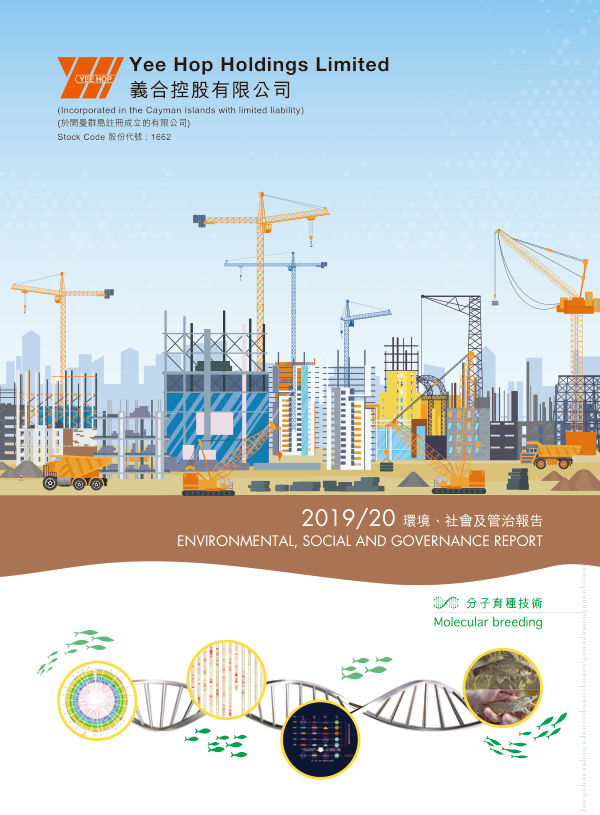 YEE HOP
Yee Hop Holdings Limited
義合控股有限公司
(Incorporated in the Cayman Islands with limited liability)
(於開曼群島註冊成立的有限公司)
Stock Code 股份代號 : 1662
2019/20 環境、社會及管治報告
ENVIRONMENTAL, SOCIAL AND GOVERNANCE REPORT
分子育種技術
Molecular breeding